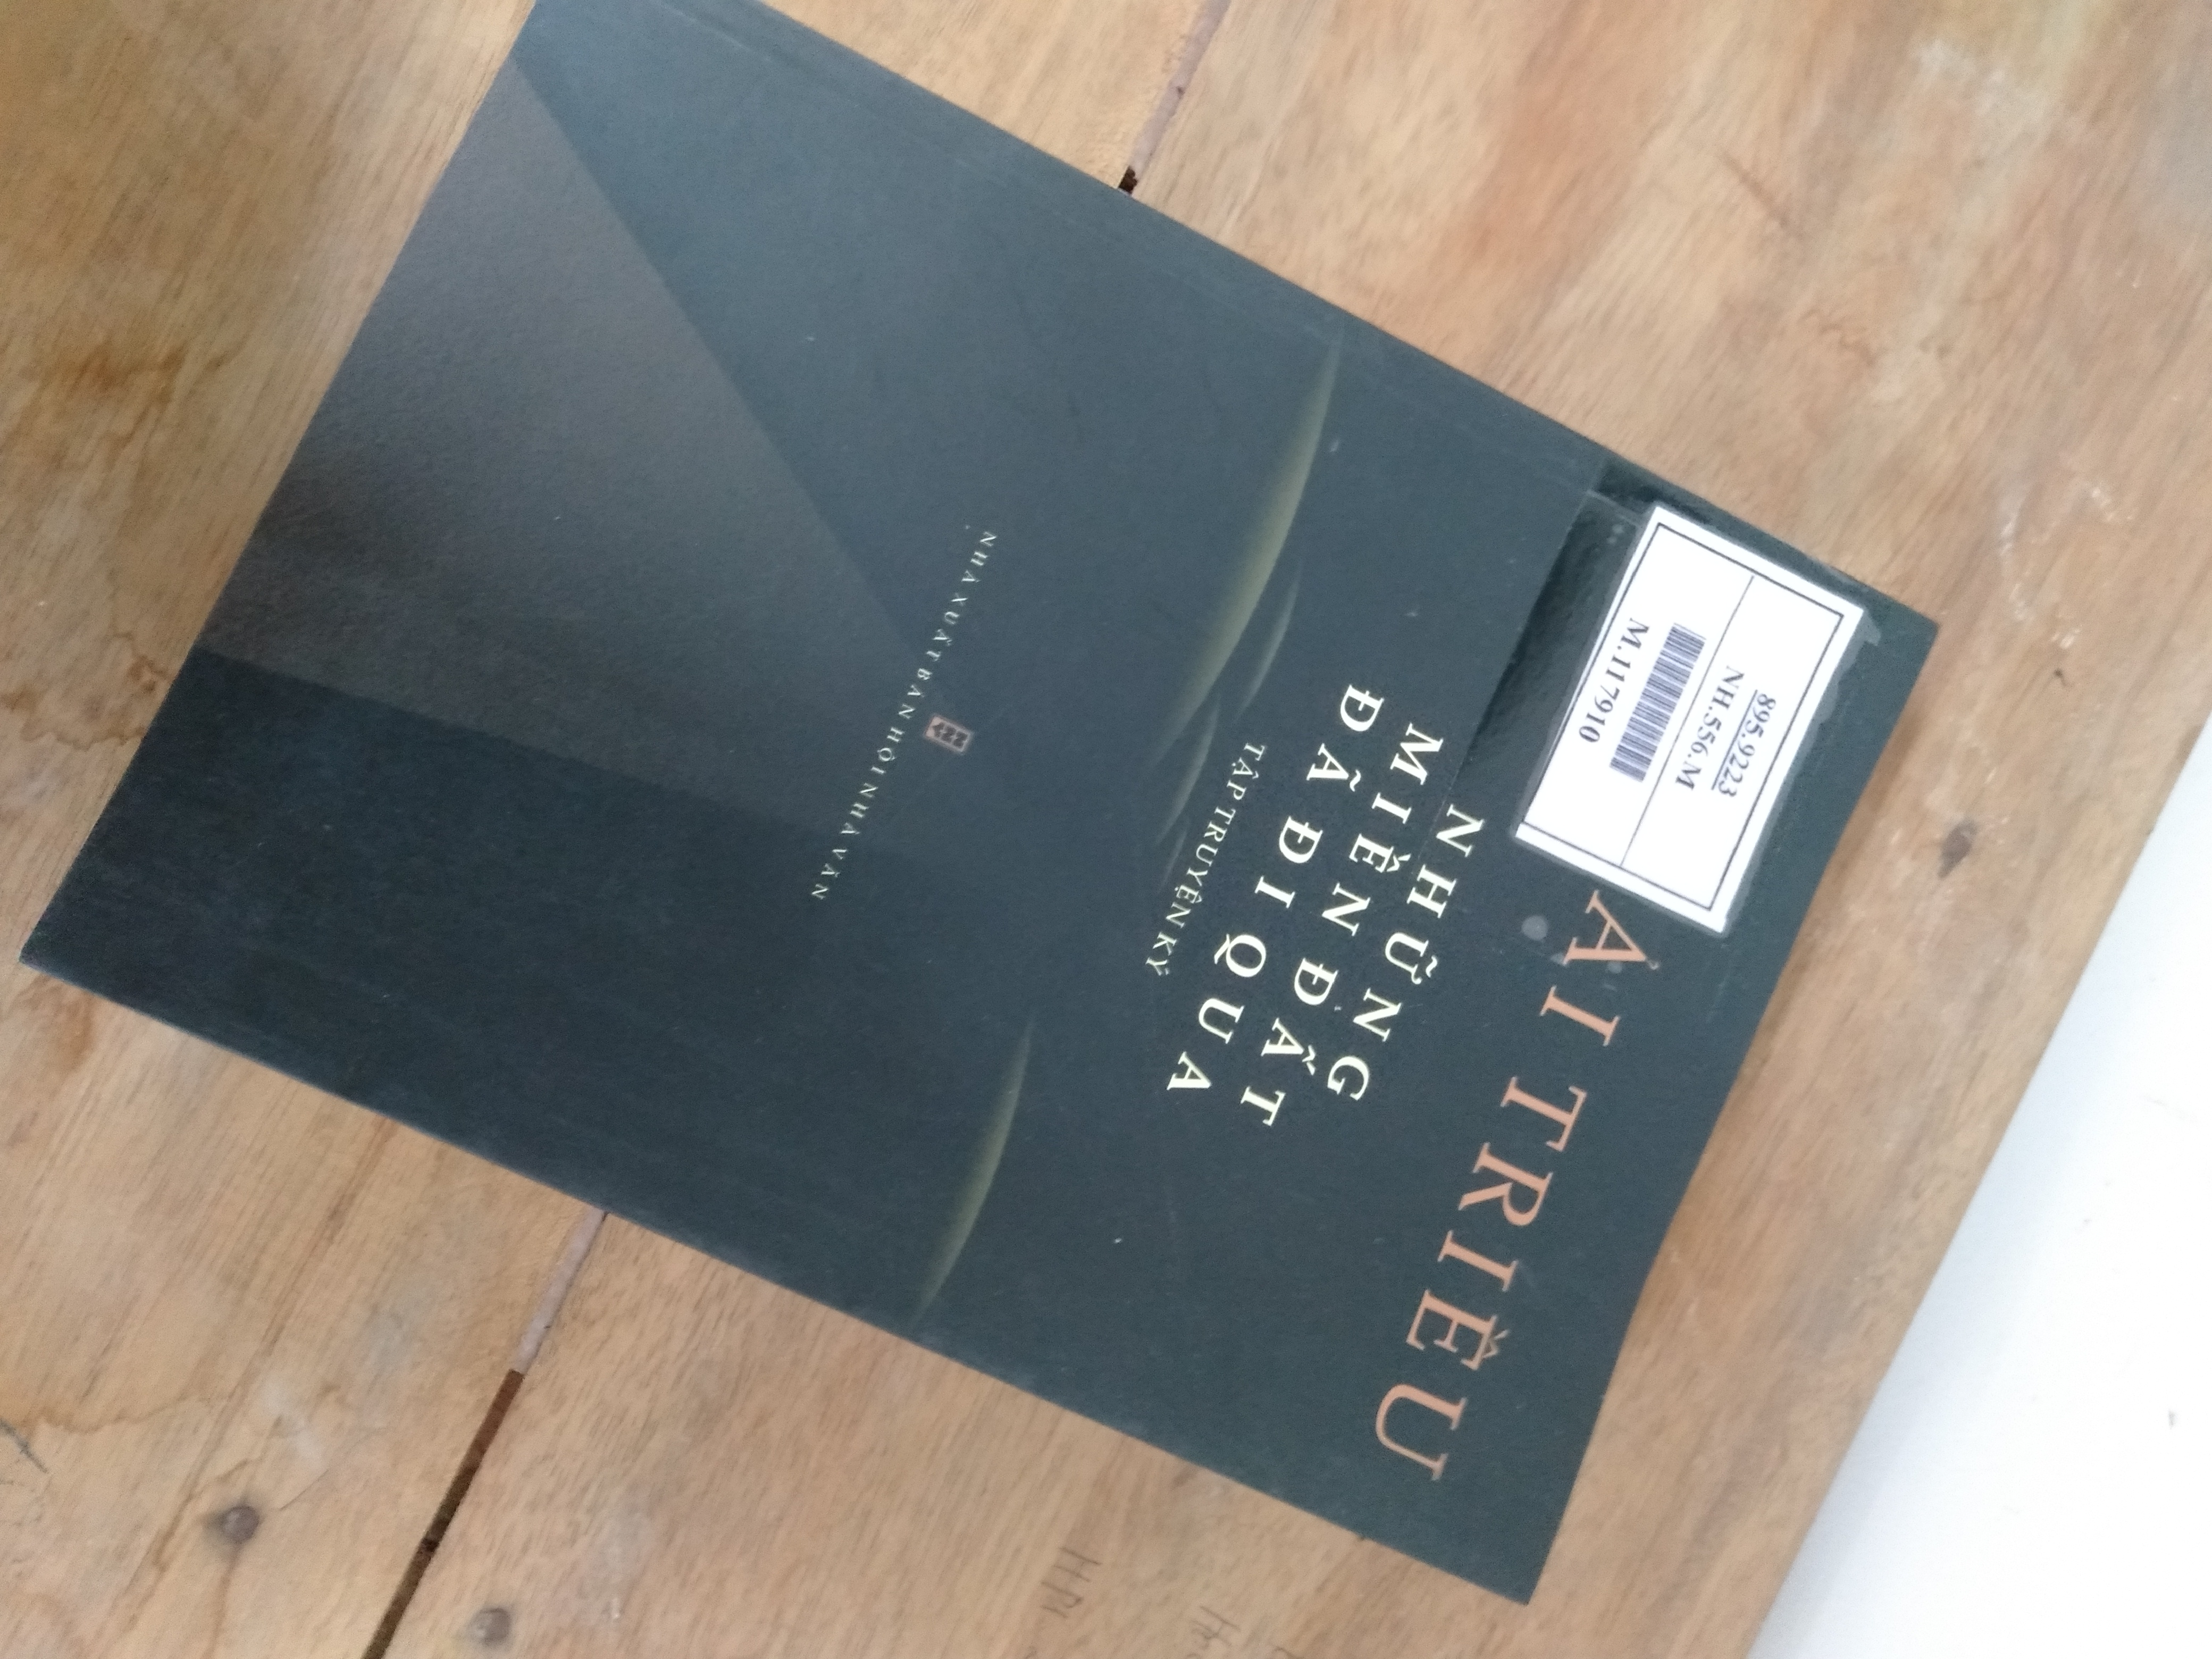 895.9223
NH.556.M
M.117910
ẢI TRIỀU
NHỮNG
MIỀN ĐẤT
ĐÃ ĐI QUA
TẬP TRUYỆN KÝ
NHÀ XUẤT BẢN HỘI NHÀ VĂN